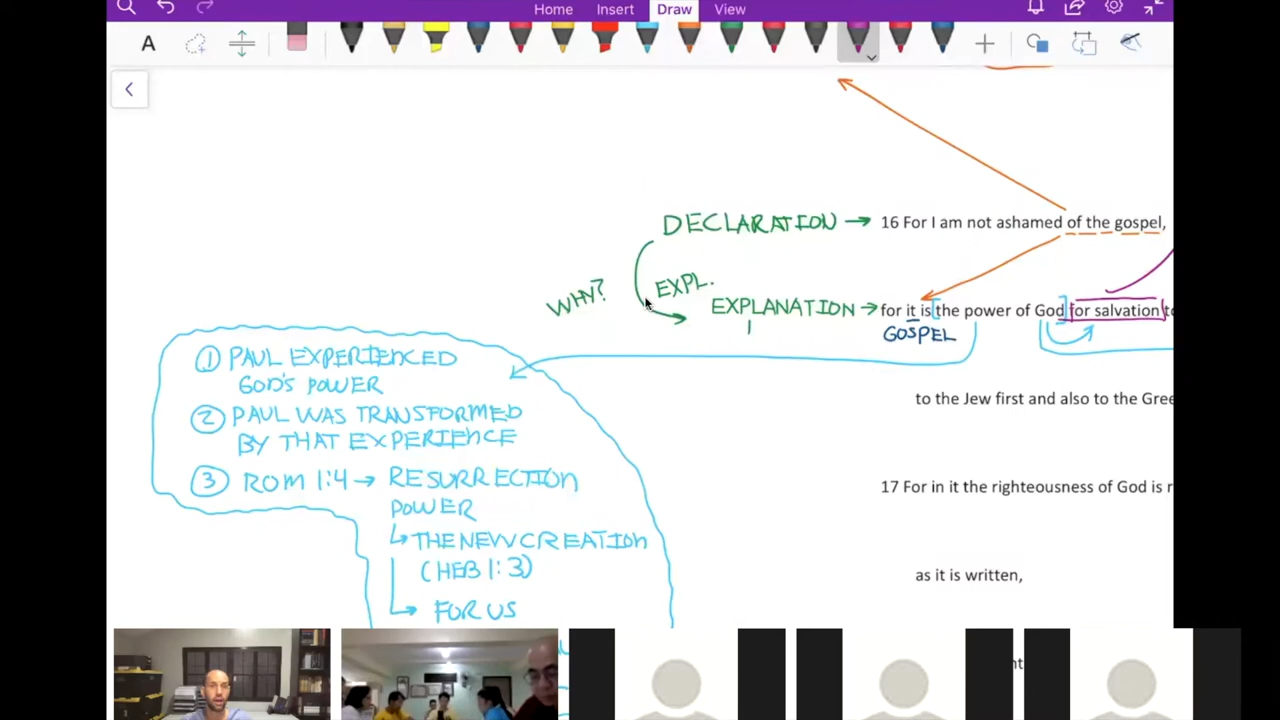 Home Insert Draw View
A
DECLARATION → 16 For I am not ashamed of the gospel,
WHY?
EXPL.
EXPLANATION → for it is [the power of God] for salvation to
GOSPEL
① PAUL EXPERIENCED
GOD'S POWER
② PAUL WAS TRANSFORMED
BY THAT EXPERIENCE
to the Jew first and also to the Gree
③ ROM 1:4 → RESURRECTION
POWER
17 For in it the righteousness of God is r
↳ THE NEW CREATION
(HEB 1:3)
as it is written,
↳ FOR US